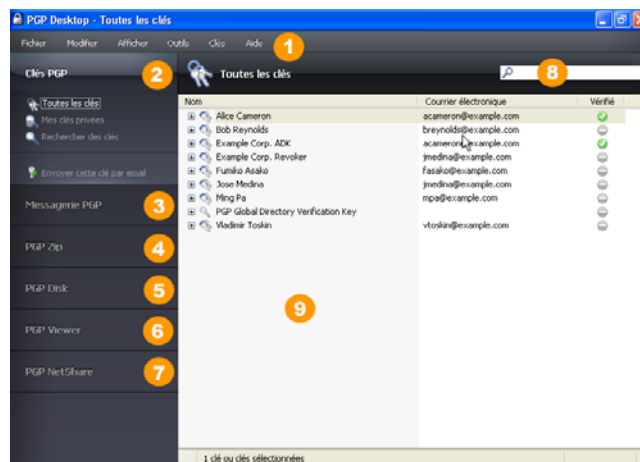 PGP Desktop - Toutes les clés
Fichier Modifier Afficher Outils Clés Aide 1
Clés PGP 2
Toutes les clés 8
Toutes les clés
Mes clés privées
Rechercher des clés
Envoyer cette clé par email
Messagerie PGP 3
PGP Zip 4
PGP Disk 5
PGP Viewer 6
PGP NetShare 7
Nom Courrier électronique Vérifié
Alice Cameron acameron@example.com
Bob Reynolds breynolds@example.com
Example Corp. ADK acameron@example.com
Example Corp. Revoker jmedina@example.com
Fumiko Asako fasako@example.com
Jose Medina jmedina@example.com
Ming Pa mpa@example.com
PGP Global Directory Verification Key
Vladimir Toskin vtoskin@example.com
9
1 clé ou clés sélectionnées